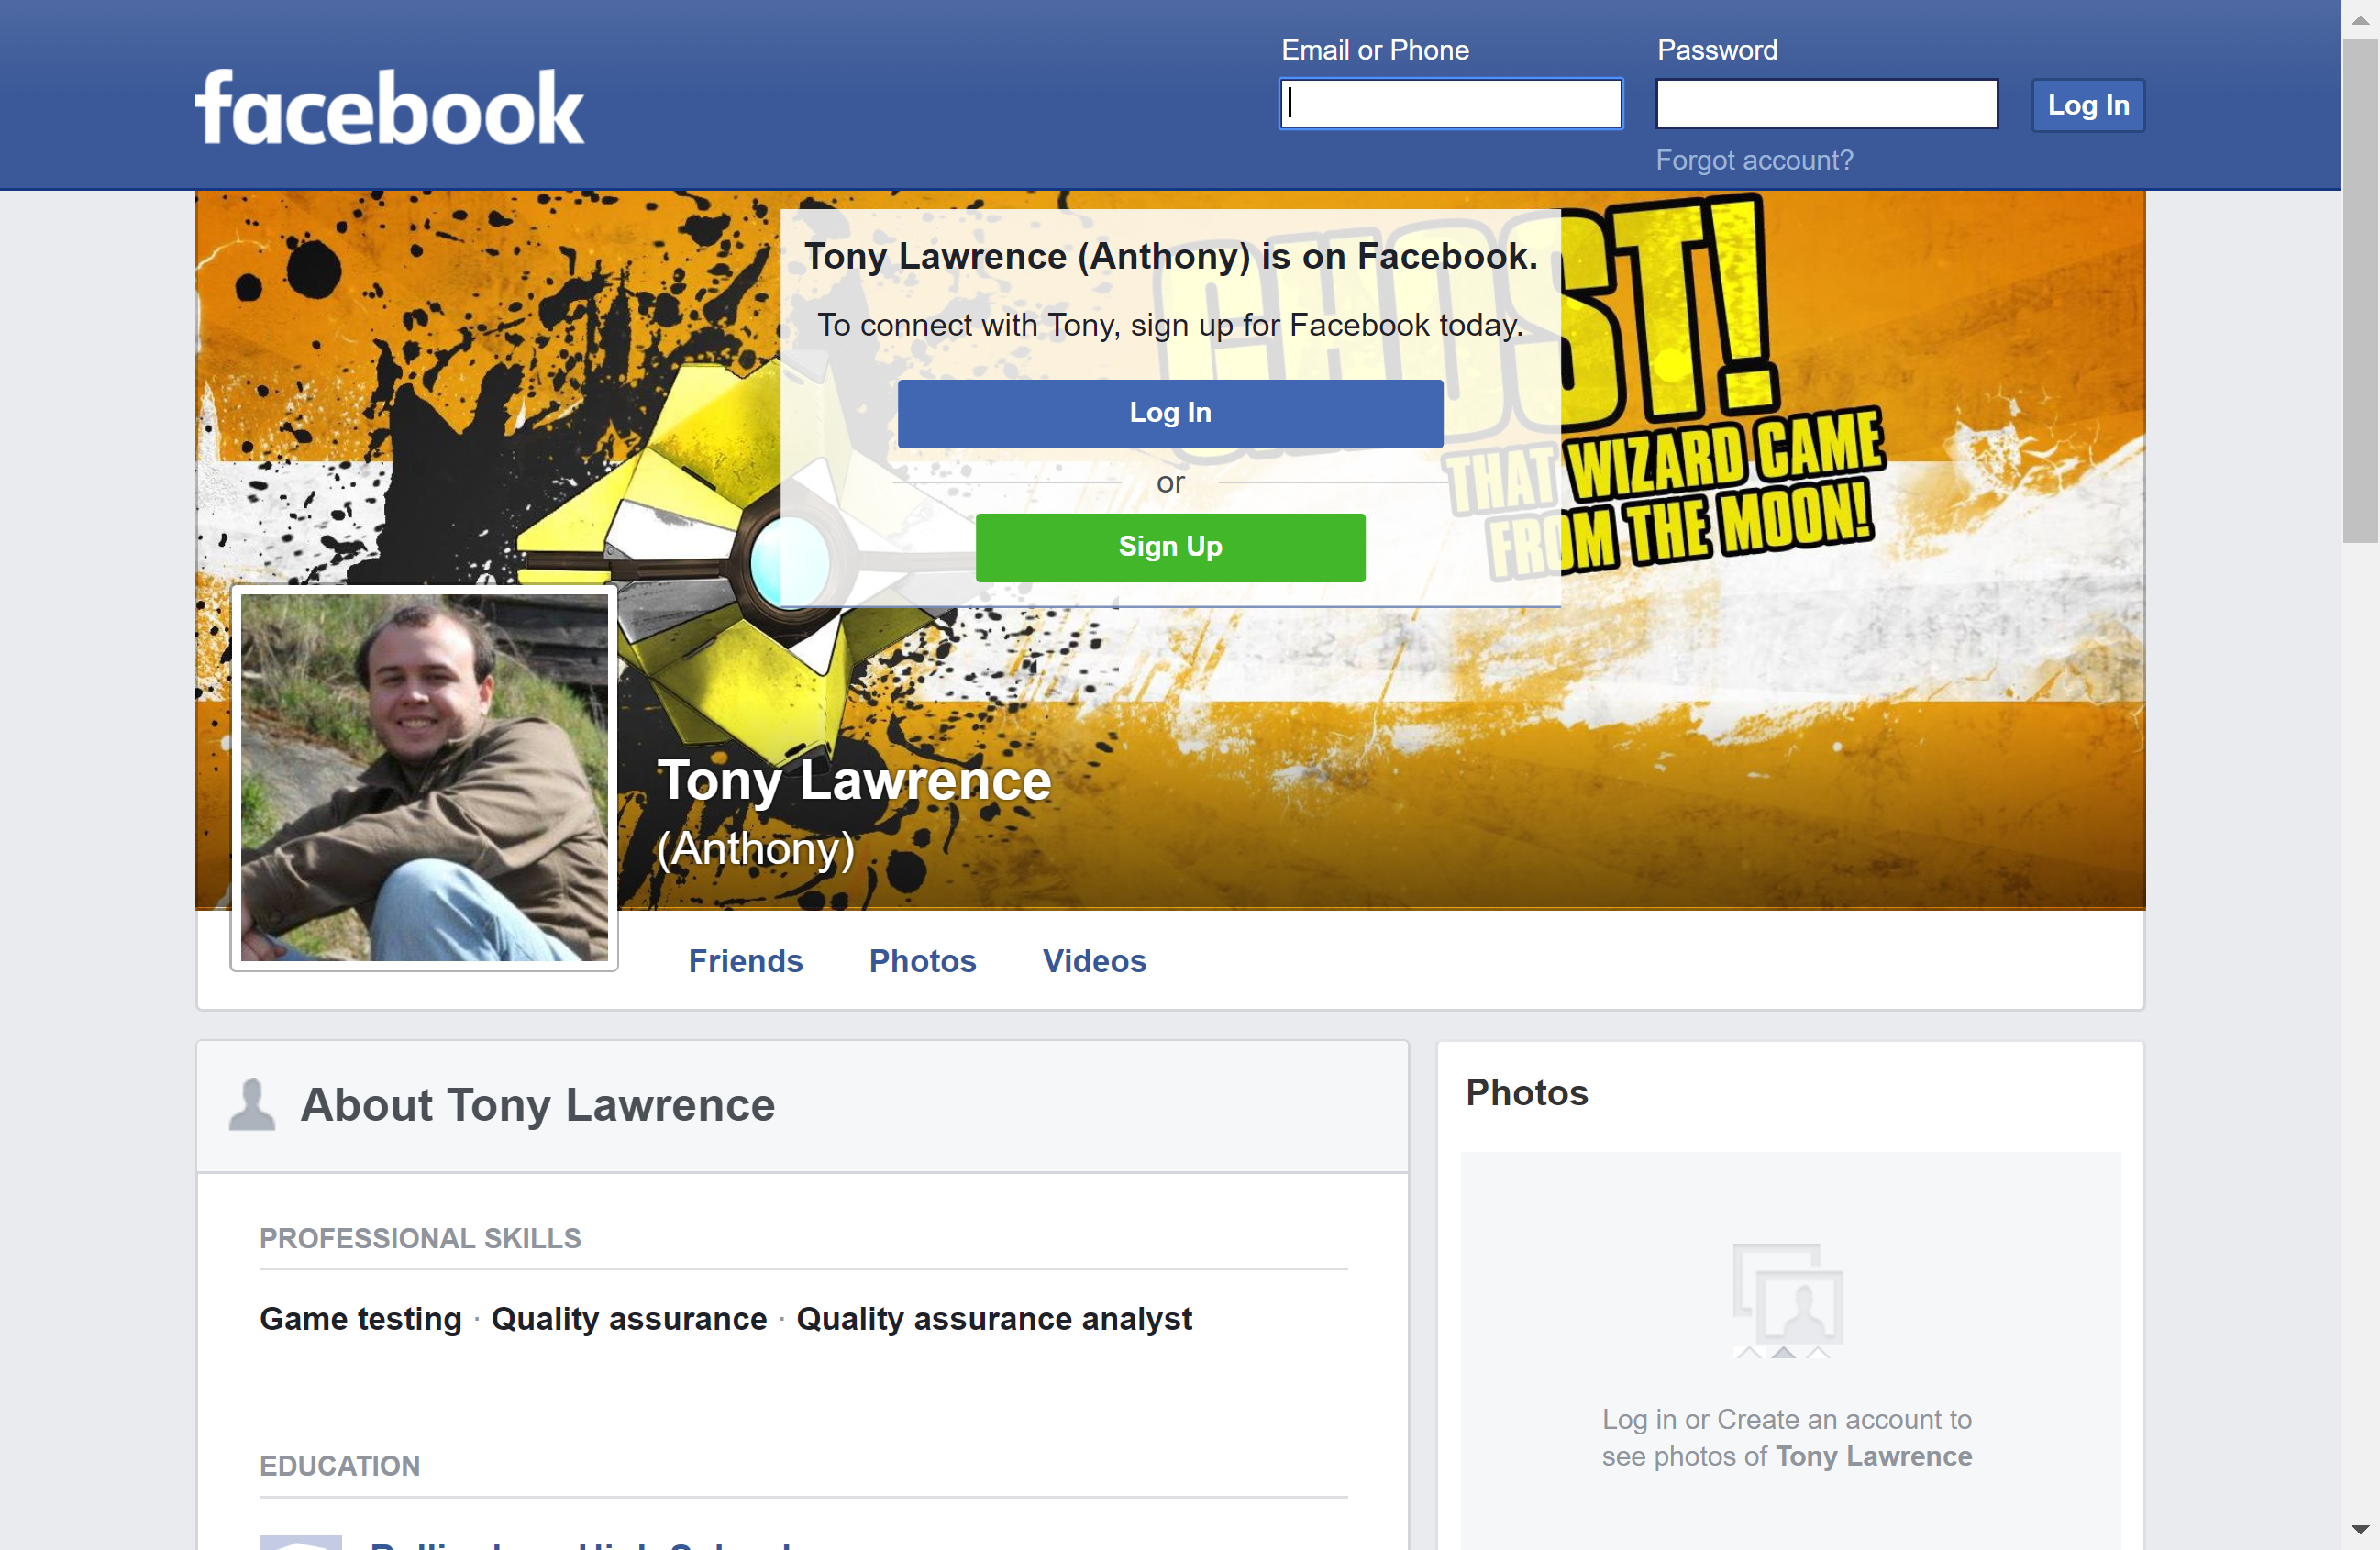 facebook
Email or Phone
Password
Log In
Forgot account?
Tony Lawrence (Anthony) is on Facebook.
To connect with Tony, sign up for Facebook today.
Log In
or
Sign Up
GHOST!
THAT WIZARD CAME
FROM THE MOON!
Tony Lawrence
(Anthony)
Friends
Photos
Videos
About Tony Lawrence
PROFESSIONAL SKILLS
Game testing · Quality assurance · Quality assurance analyst
EDUCATION
High School
Photos
Log in or Create an account to
see photos of Tony Lawrence